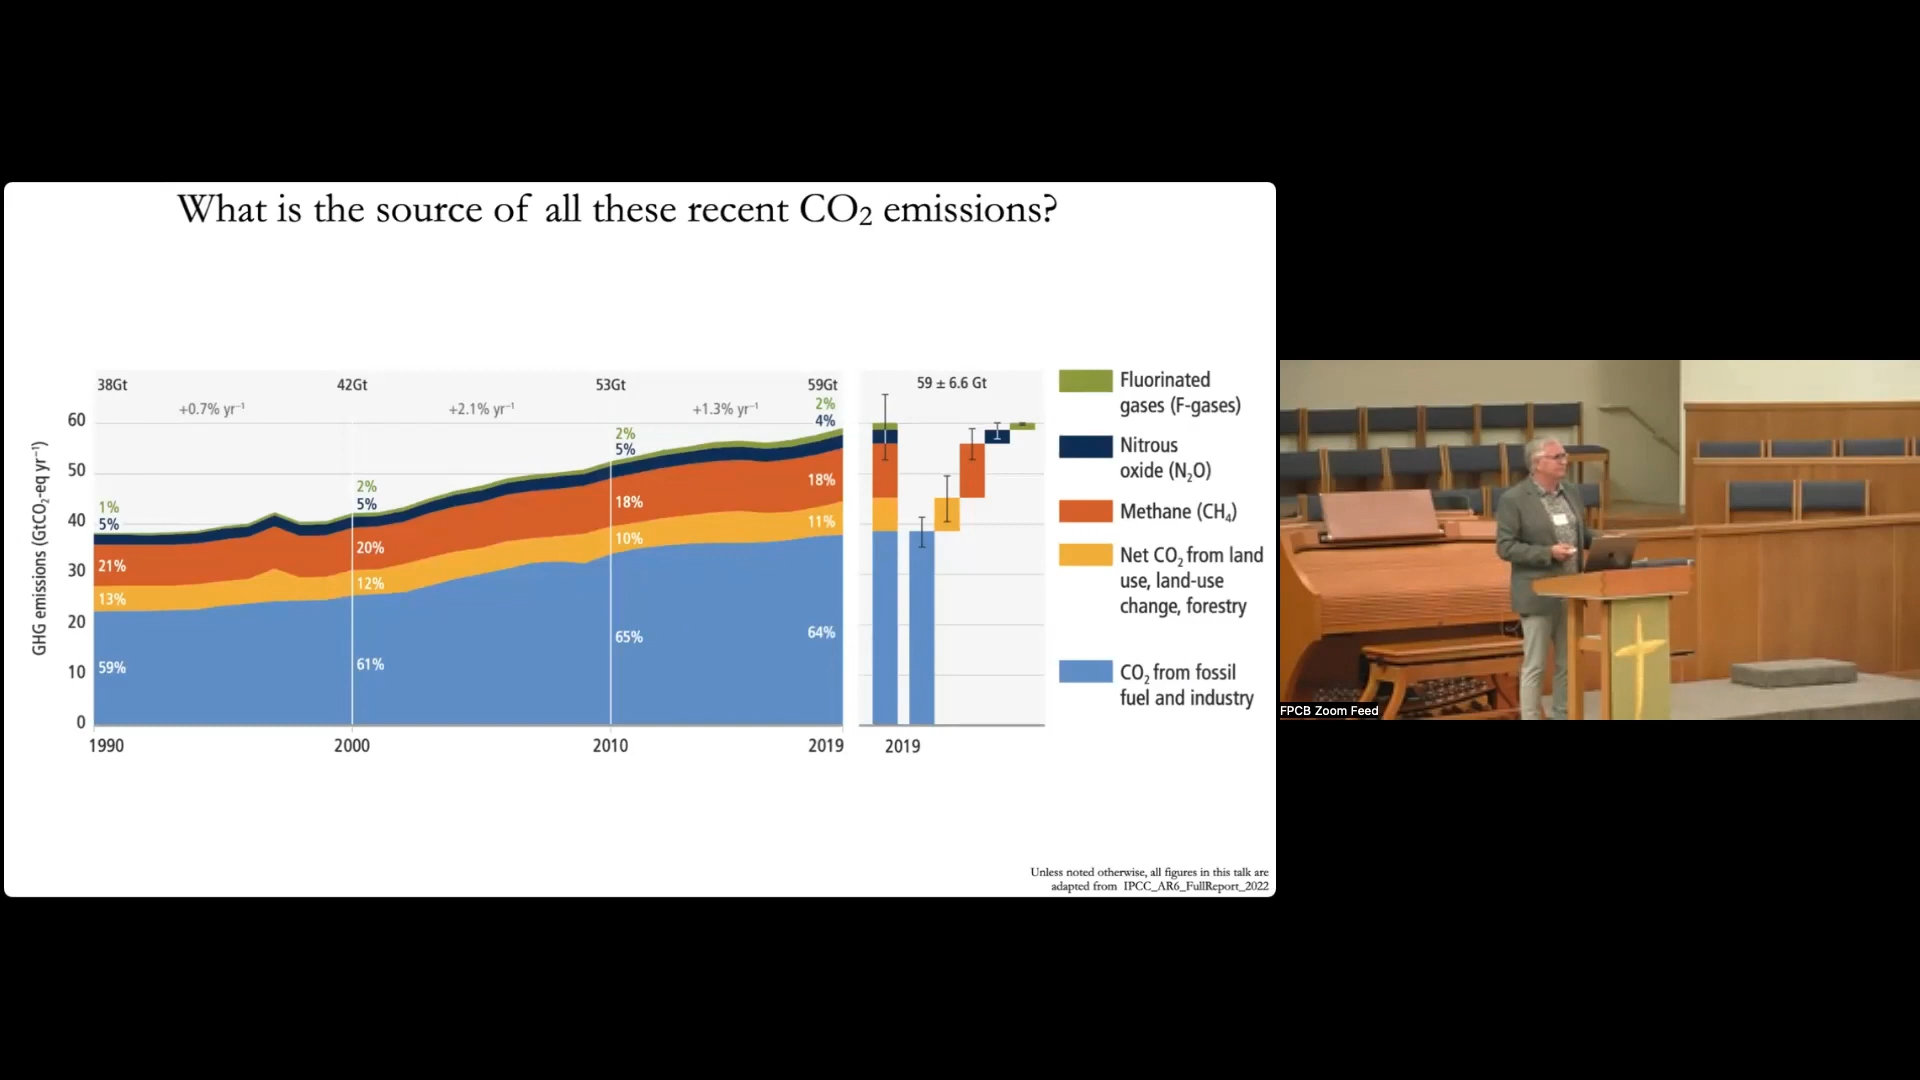 What is the source of all these recent CO₂ emissions?
38Gt
42Gt
53Gt
59Gt
+0.7% yr⁻¹
+2.1% yr⁻¹
+1.3% yr⁻¹
GHG emissions (GtCO₂-eq yr⁻¹)
60
50
40
30
20
10
0
1%
5%
21%
13%
59%
2%
5%
20%
12%
61%
2%
5%
18%
10%
65%
2%
4%
18%
11%
64%
1990
2000
2010
2019
59 ± 6.6 Gt
2019
Fluorinated
gases (F-gases)
Nitrous
oxide (N₂O)
Methane (CH₄)
Net CO₂ from land
use, land-use
change, forestry
CO₂ from fossil
fuel and industry
Unless noted otherwise, all figures in this talk are
adapted from IPCC_AR6_FullReport_2022
FPCB Zoom Feed